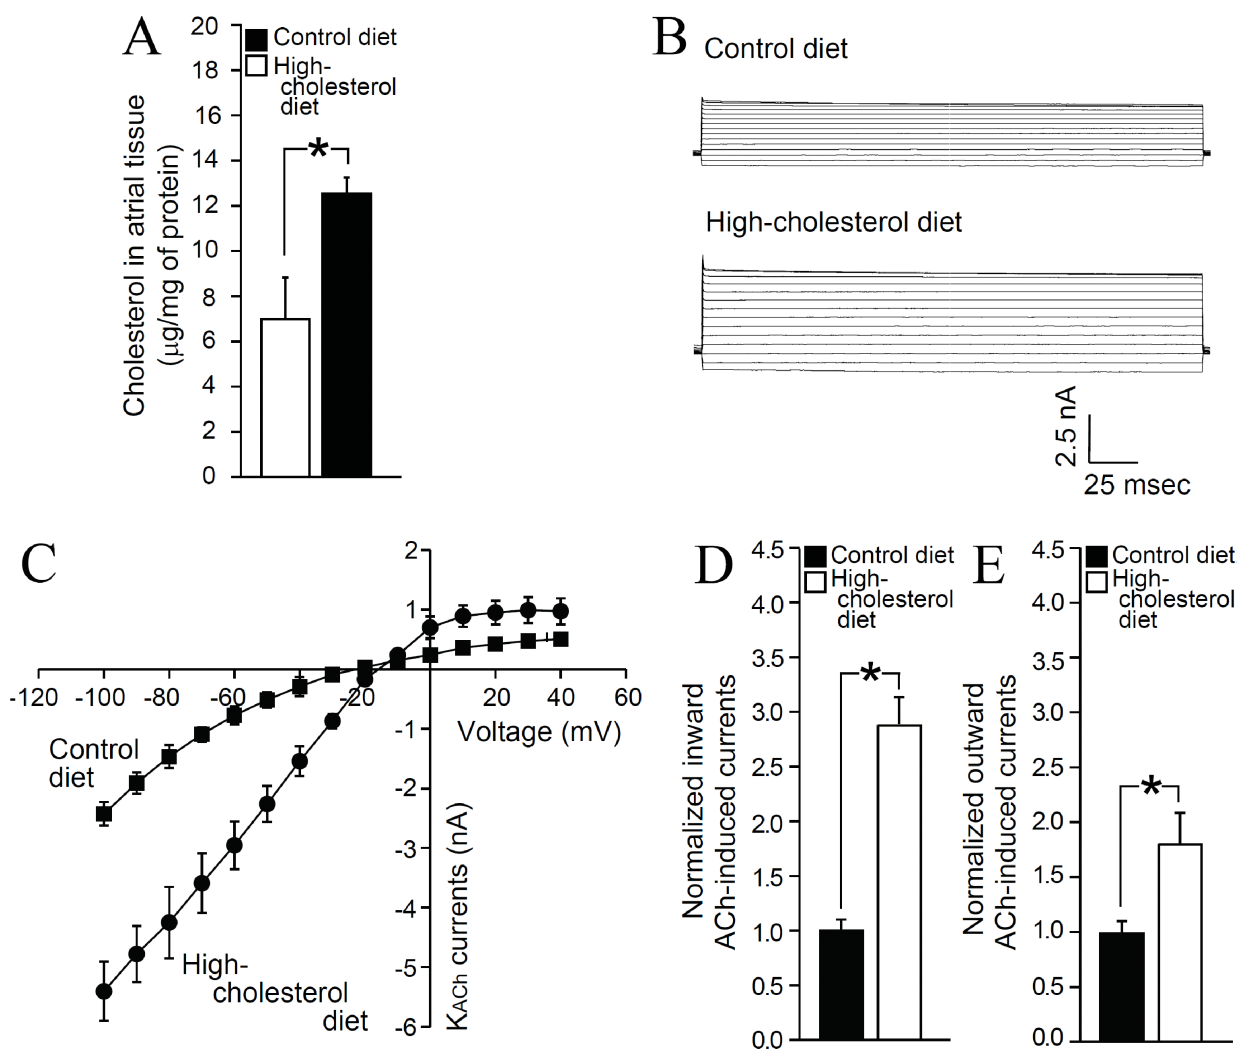 A
20
18
16
14
12
10
8
6
4
2
0
Cholesterol in atrial tissue
(μg/mg of protein)
Control diet
High-
cholesterol
diet
*
B
Control diet
High-cholesterol diet
2.5 nA
25 msec
C
2
1
-1
-2
-3
-4
-5
-6
-120
-100
-80
-60
-40
-20
20
40
60
Voltage (mV)
KACh currents (nA)
Control
diet
High-
cholesterol
diet
D
4.5
4.0
3.5
3.0
2.5
2.0
1.5
1.0
0.5
0.0
Normalized inward
ACh-induced currents
Control diet
High-
cholesterol
diet
*
E
4.5
4.0
3.5
3.0
2.5
2.0
1.5
1.0
0.5
0.0
Normalized outward
ACh-induced currents
Control diet
High-
cholesterol
diet
*